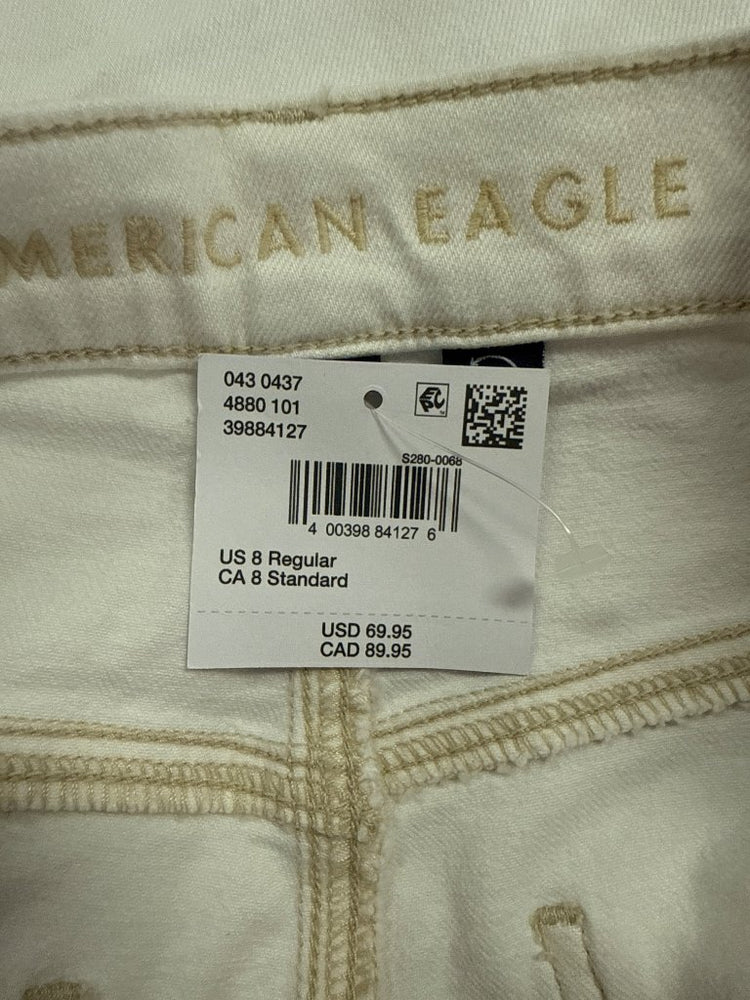 MERICAN EAGLE
043 0437
4880 101
39884127
S280-0068
4 00398 84127 6
US 8 Regular
CA 8 Standard
USD 69.95
CAD 89.95